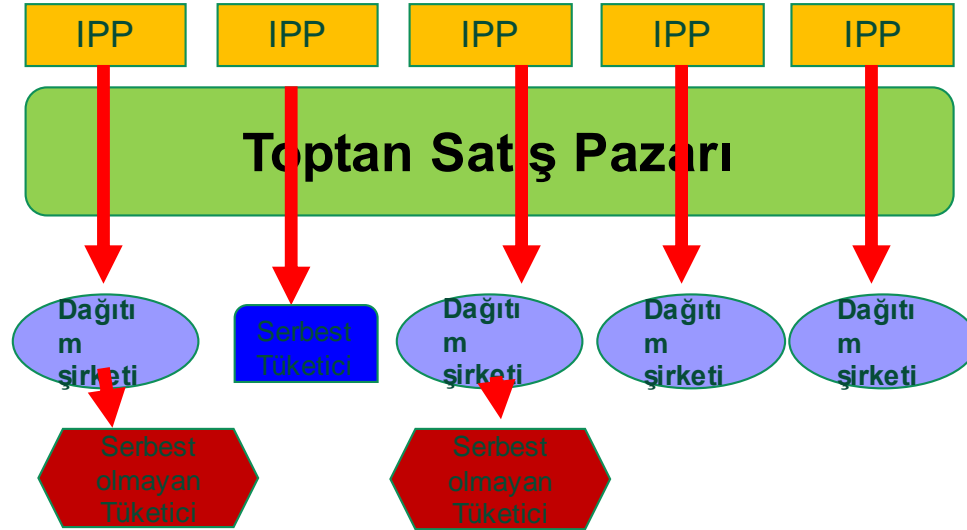 IPP
IPP
IPP
IPP
IPP
Toptan Satış Pazarı
Dağıtı
m
şirketi
Serbest
Tüketici
Dağıtı
m
şirketi
Dağıtı
m
şirketi
Dağıtı
m
şirketi
Serbest
olmayan
Tüketici
Serbest
olmayan
Tüketici